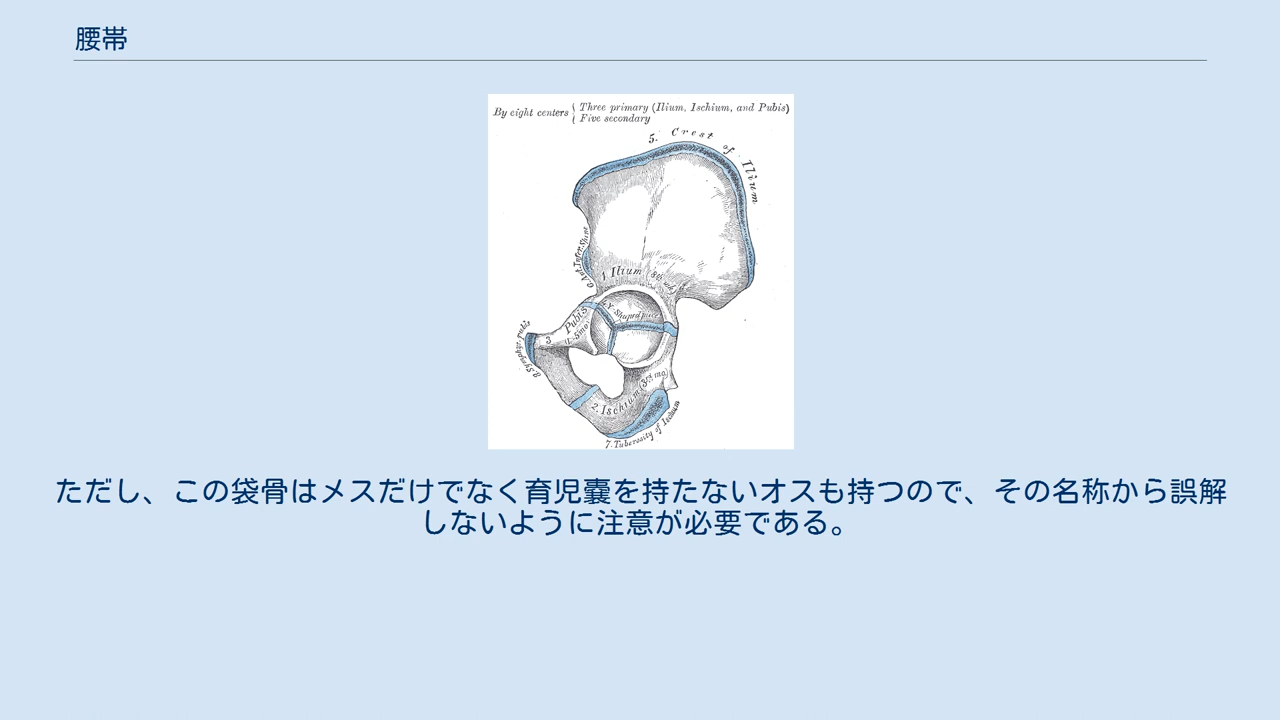 腰帯
By eight centers { Three primary (Ilium, Ischium, and Pubis)
Five secondary
5. Crest of Ilium
1. Ilium
Y Shaped piece
3 Pubis
2. Ischium
7. Tuberosity of Ischium
ただし、この袋骨はメスだけでなく育児嚢を持たないオスも持つので、その名称から誤解
しないように注意が必要である。